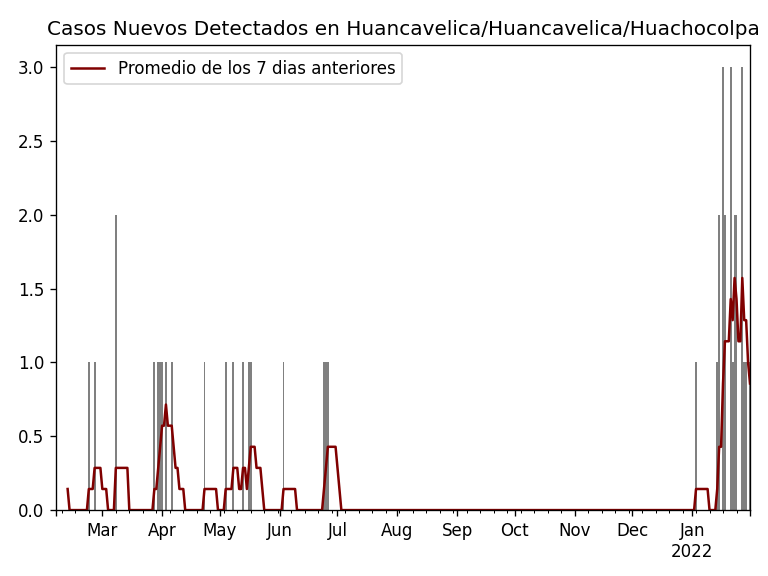 Casos Nuevos Detectados en Huancavelica/Huancavelica/Huachocolpa
Promedio de los 7 dias anteriores
3.0
2.5
2.0
1.5
1.0
0.5
0.0
Mar Apr May Jun Jul Aug Sep Oct Nov Dec Jan
2022